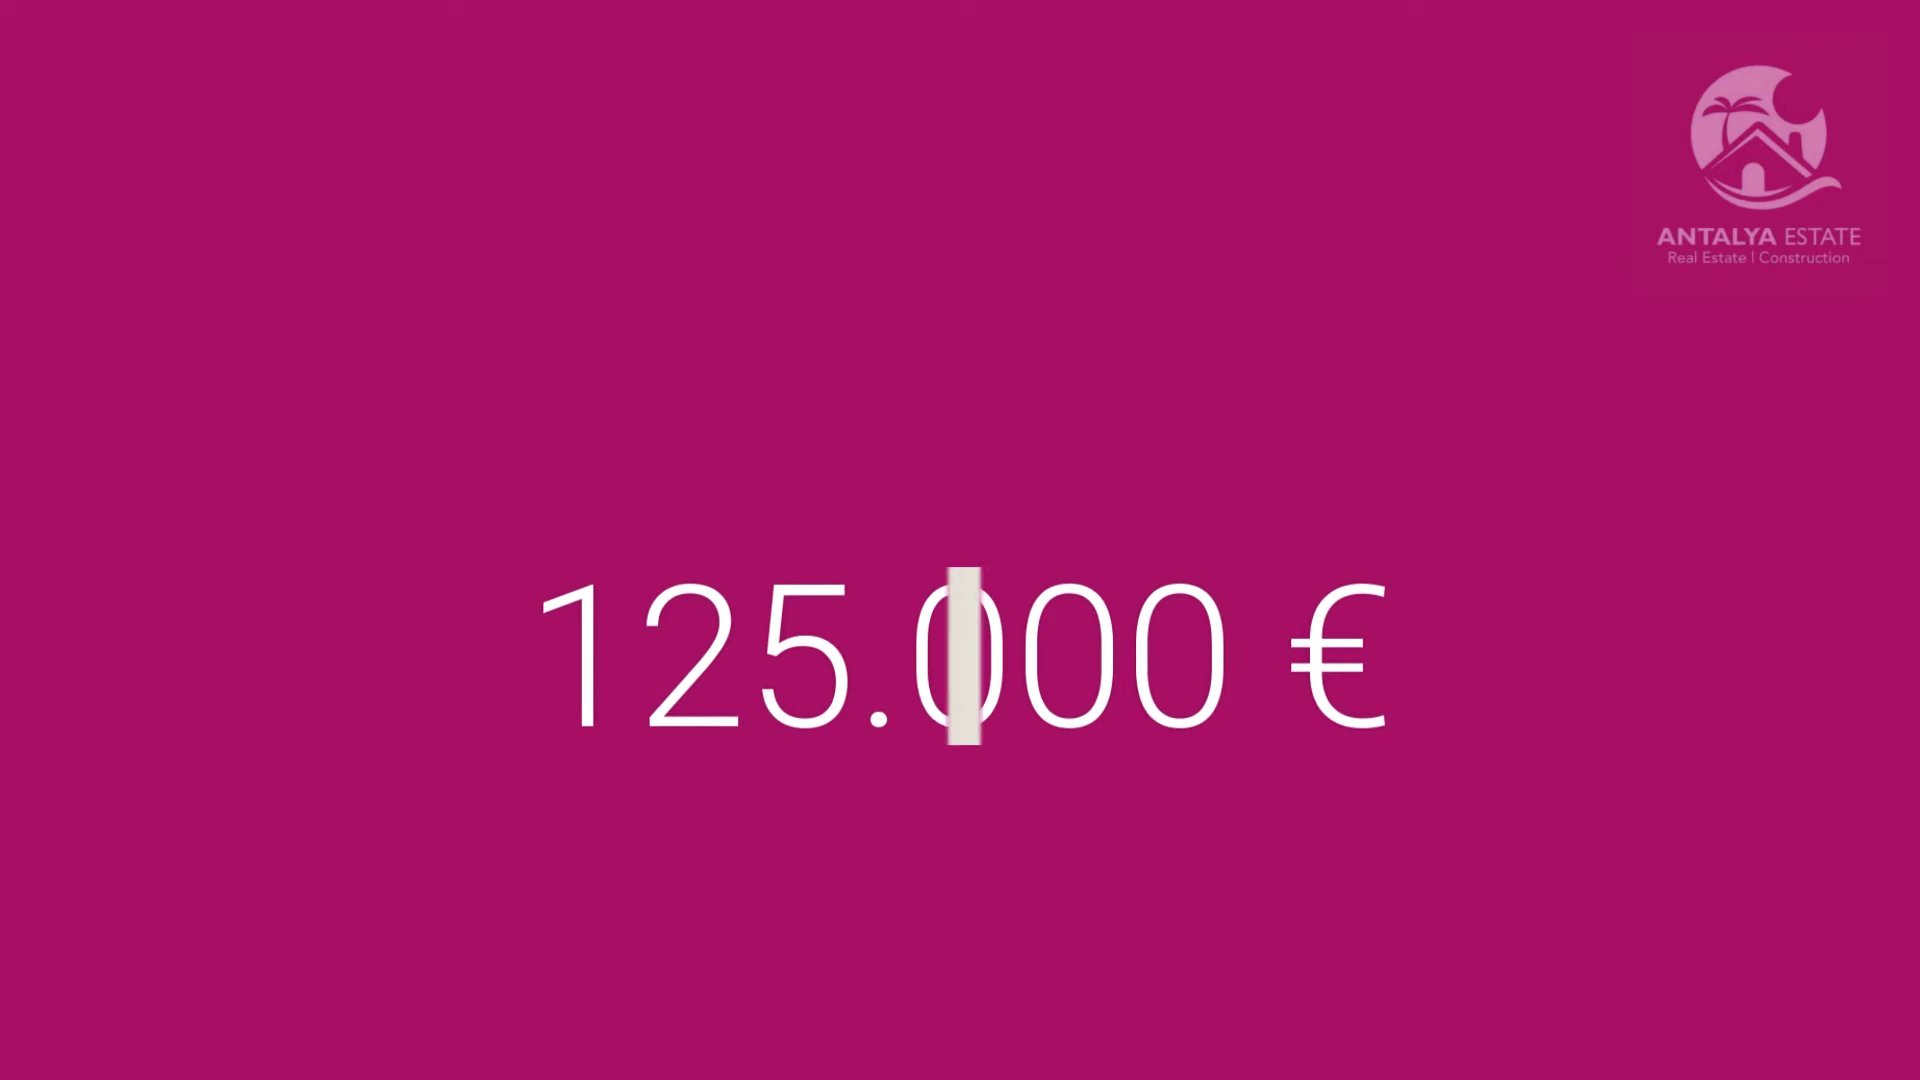 ANTALYA ESTATE
Real Estate | Construction
125.000 €